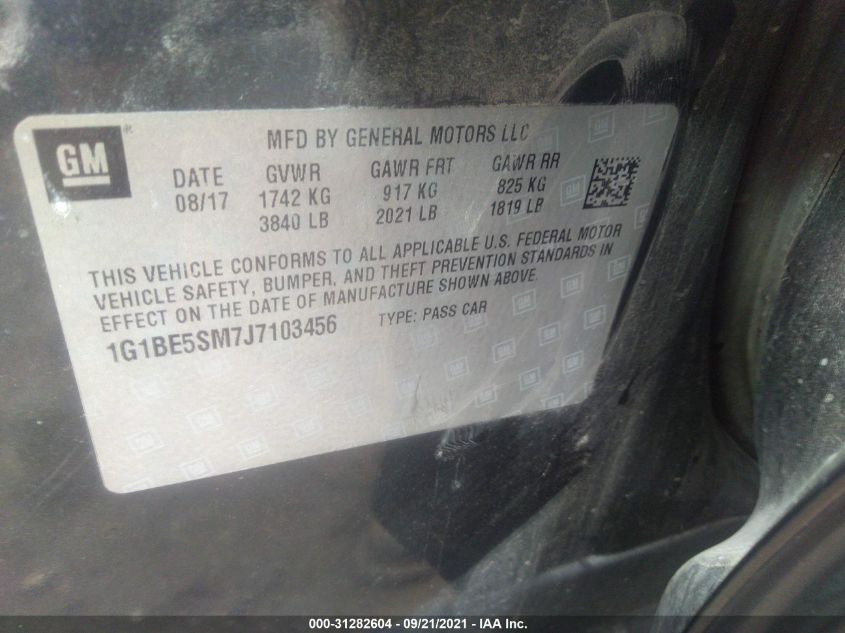 GM ® MFD BY GENERAL MOTORS LLC
DATE GVWR GAWR FRT GAWR RR
08/17 1742 KG 917 KG 825 KG
3840 LB 2021 LB 1819 LB
THIS VEHICLE CONFORMS TO ALL APPLICABLE U.S. FEDERAL MOTOR
VEHICLE SAFETY, BUMPER, AND THEFT PREVENTION STANDARDS IN
EFFECT ON THE DATE OF MANUFACTURE SHOWN ABOVE.
1G1BE5SM7J7103456 TYPE: PASS CAR
000-31282604 - 09/21/2021 - IAA Inc.